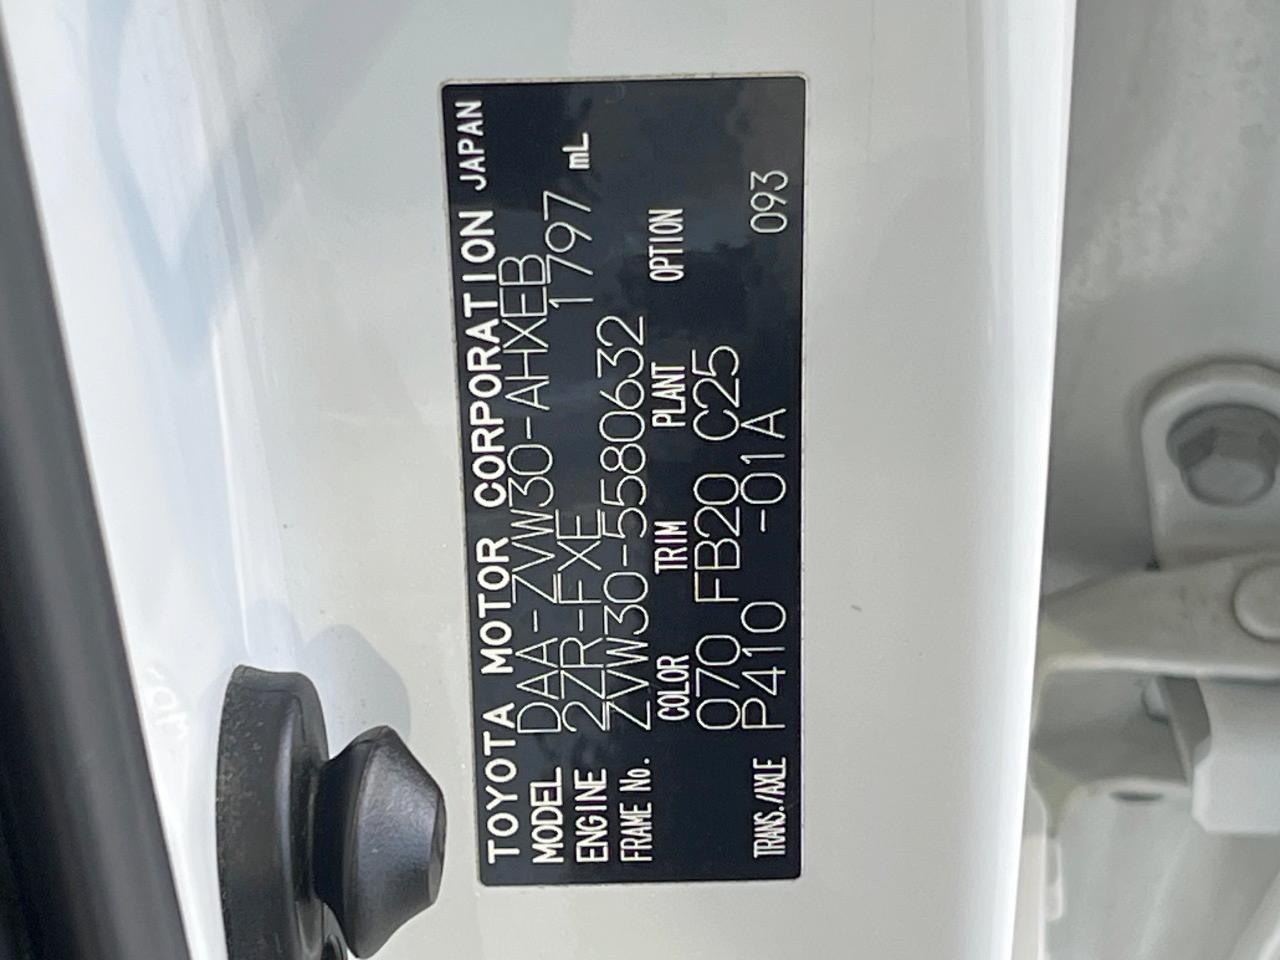 TOYOTA MOTOR CORPORATION JAPAN
MODEL DAA-ZVW30-AHXEB
ENGINE 2ZR-FXE 1797 mL
FRAME No. ZVW30-5580632
COLOR TRIM PLANT OPTION
070 FB20 C25
TRANS./AXLE P410 -01A 093